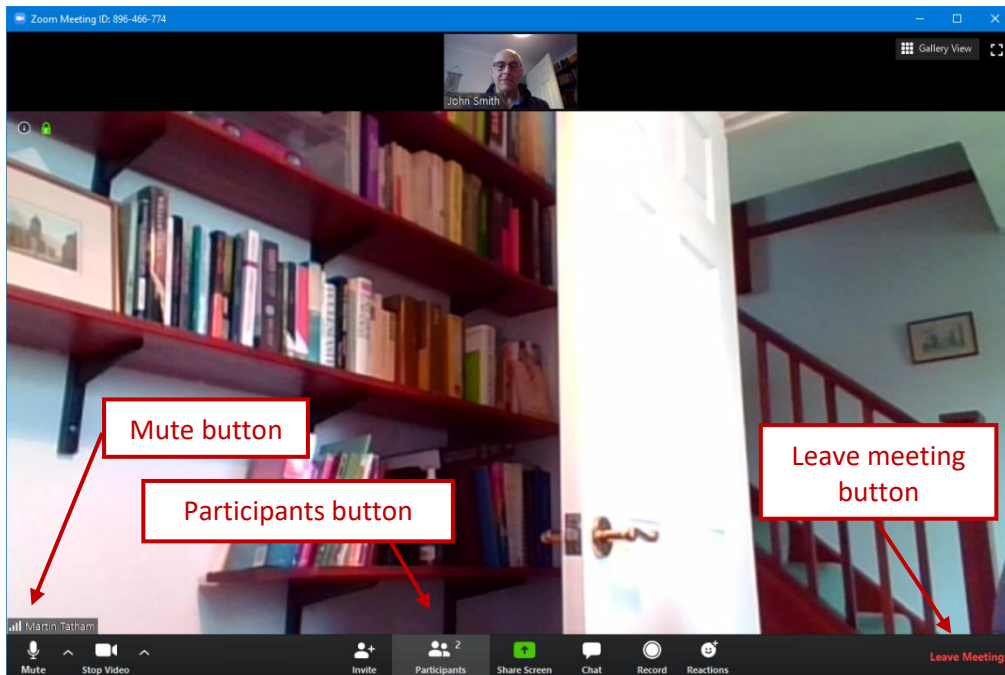 Zoom Meeting ID: 896-466-774
Gallery View
John Smith
Mute button
Participants button
Leave meeting
button
Martin Tatham
Mute
Stop Video
Invite
Participants
2
Share Screen
Chat
Record
Reactions
Leave Meeting